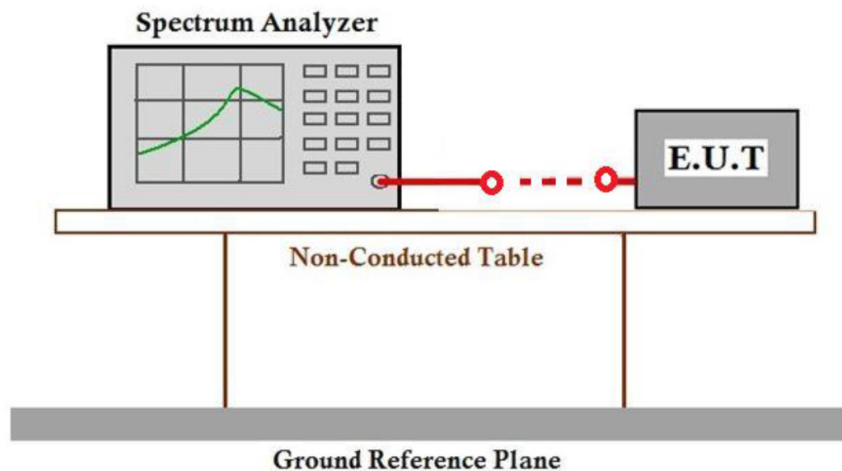 Spectrum Analyzer
E.U.T
Non-Conducted Table
Ground Reference Plane